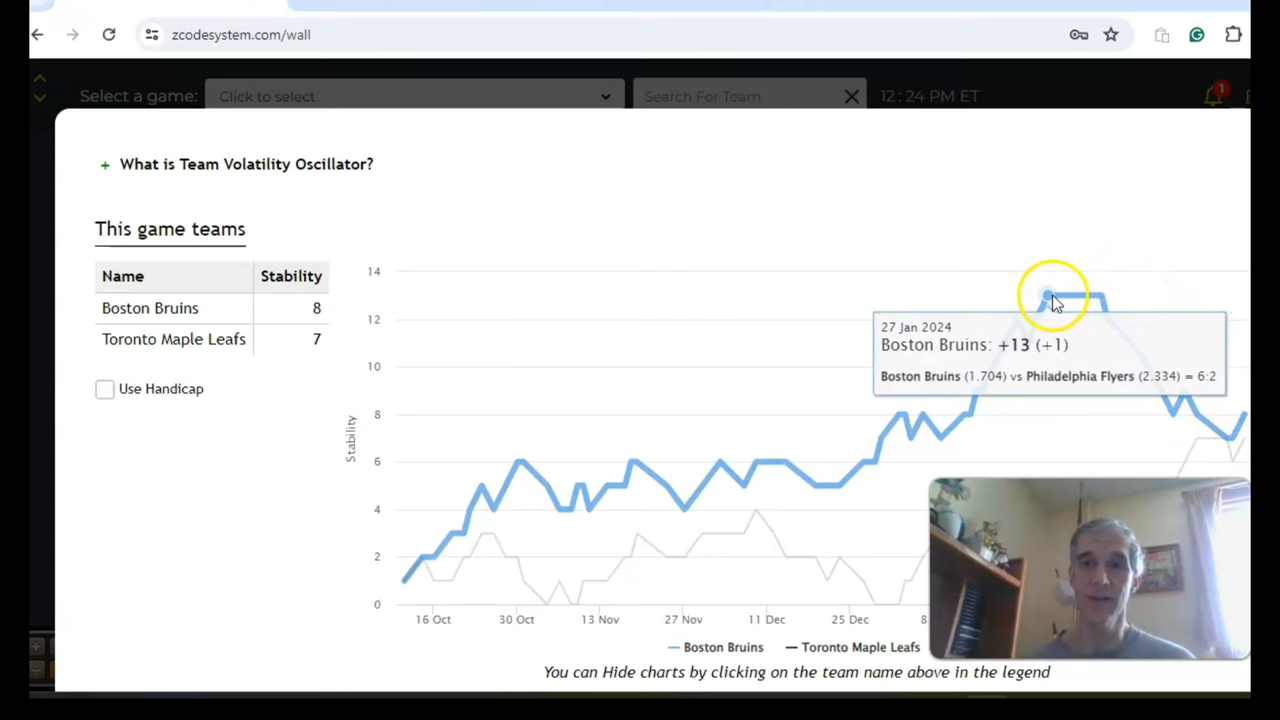 zcodesystem.com/wall
Select a game: Click to select Search For Team 12:24 PM ET 1
+ What is Team Volatility Oscillator?
This game teams
Name Stability
Boston Bruins 8
Toronto Maple Leafs 7
Use Handicap
Stability
14
12
10
8
6
4
2
0
27 Jan 2024
Boston Bruins: +13 (+1)
Boston Bruins (1.704) vs Philadelphia Flyers (2.334) = 6:2
16 Oct 30 Oct 13 Nov 27 Nov 11 Dec 25 Dec 8
Boston Bruins Toronto Maple Leafs
You can Hide charts by clicking on the team name above in the legend